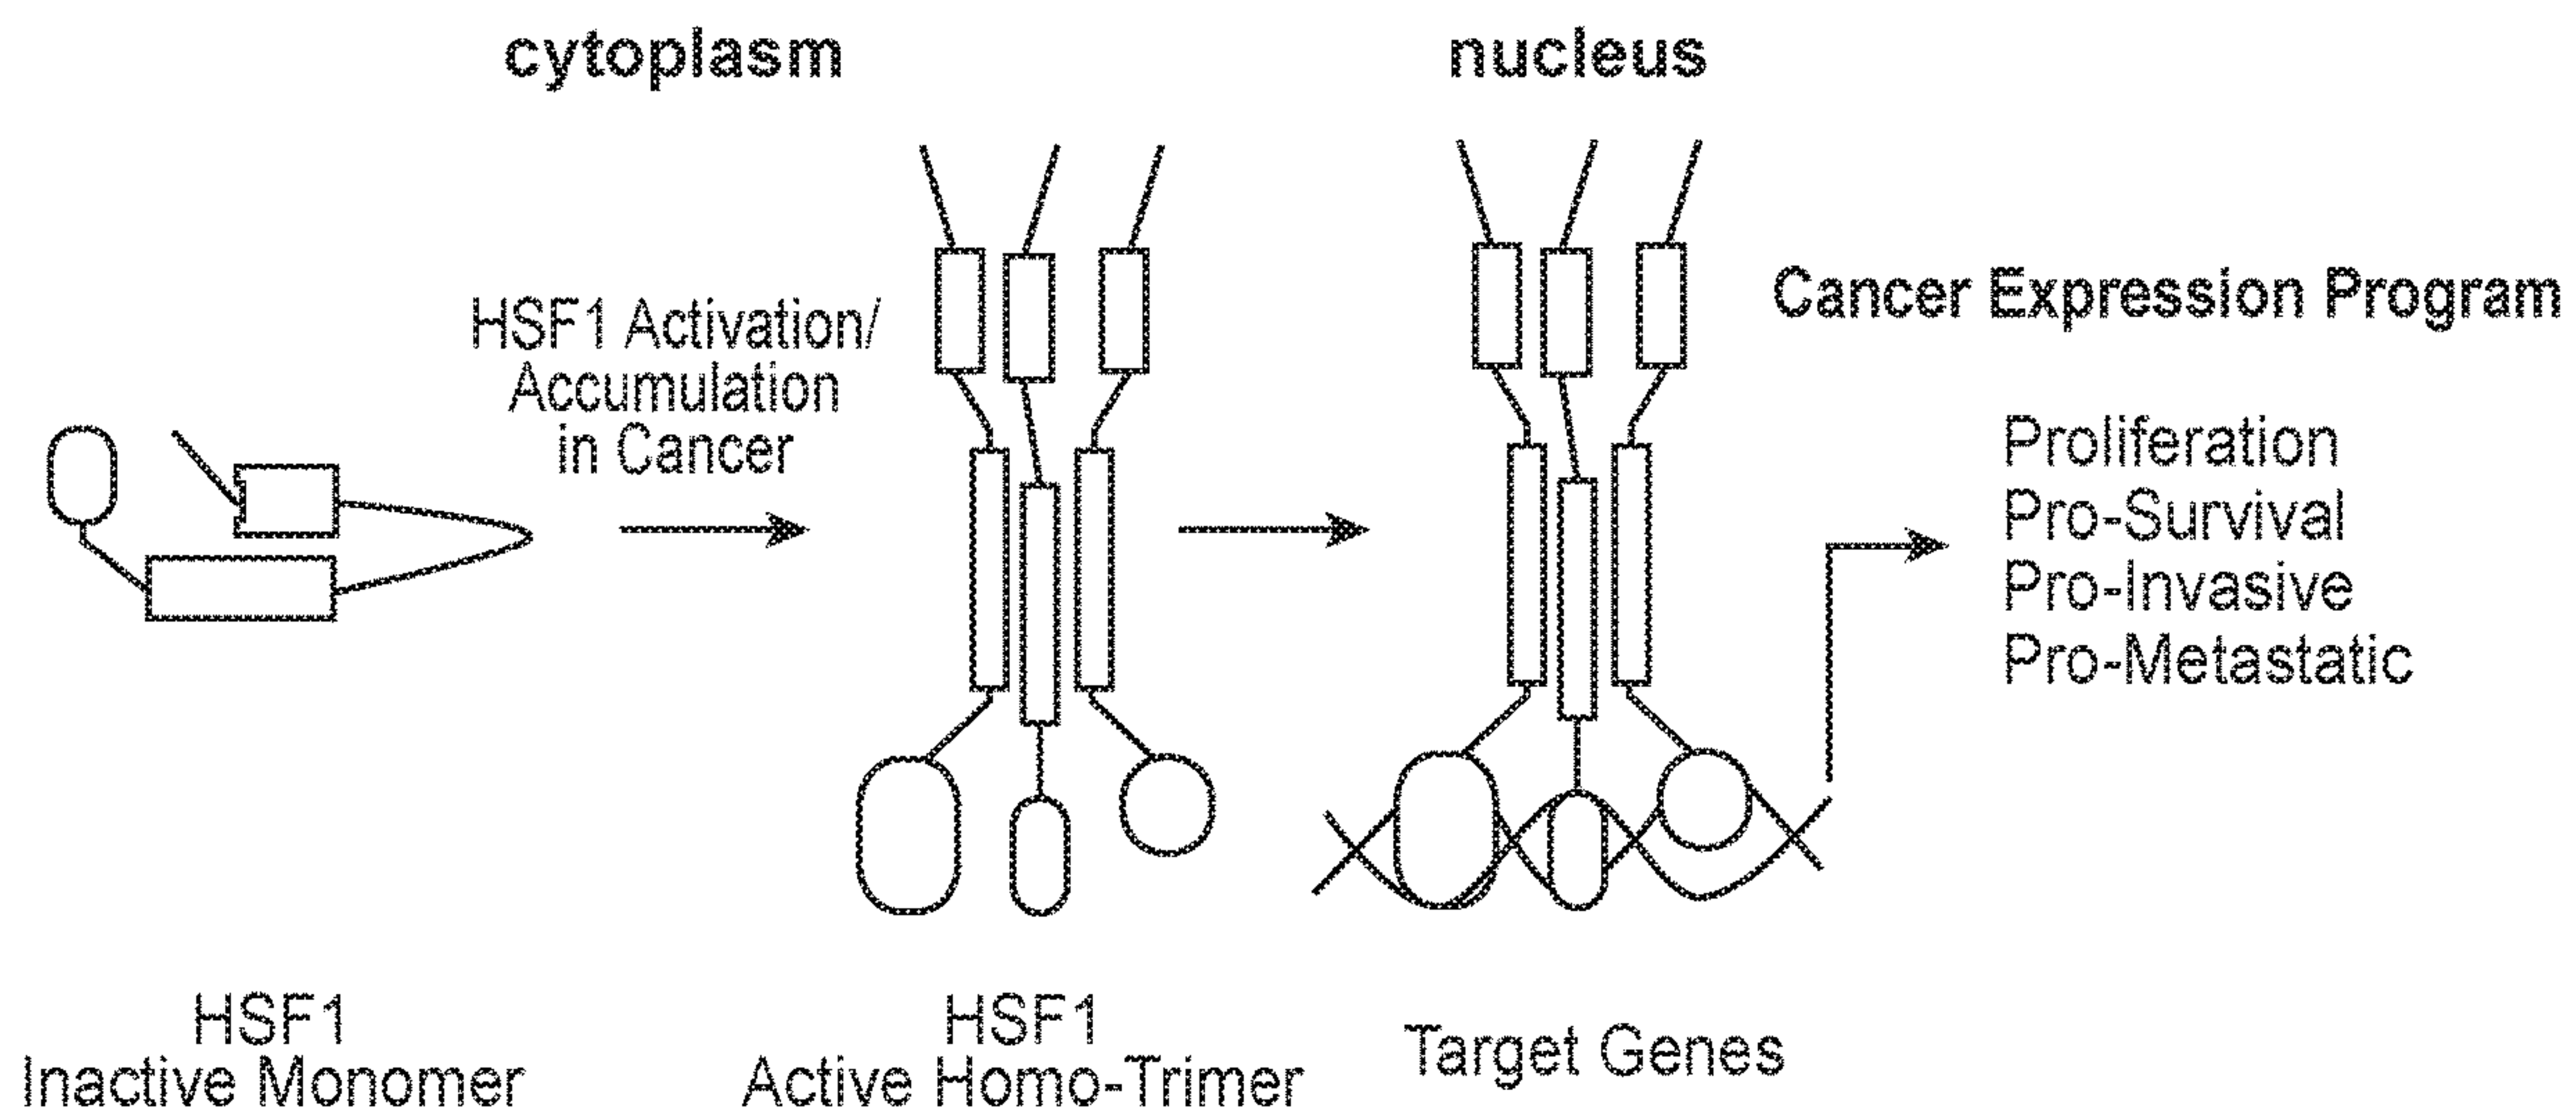 cytoplasm
nucleus
HSF1 Activation/
Accumulation
in Cancer
Cancer Expression Program
Proliferation
Pro-Survival
Pro-Invasive
Pro-Metastatic
HSF1
Inactive Monomer
HSF1
Active Homo-Trimer
Target Genes